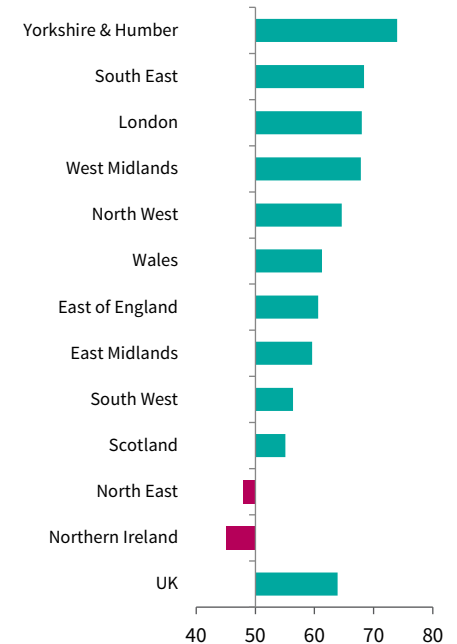 Yorkshire & Humber
South East
London
West Midlands
North West
Wales
East of England
East Midlands
South West
Scotland
North East
Northern Ireland
UK
40 50 60 70 80